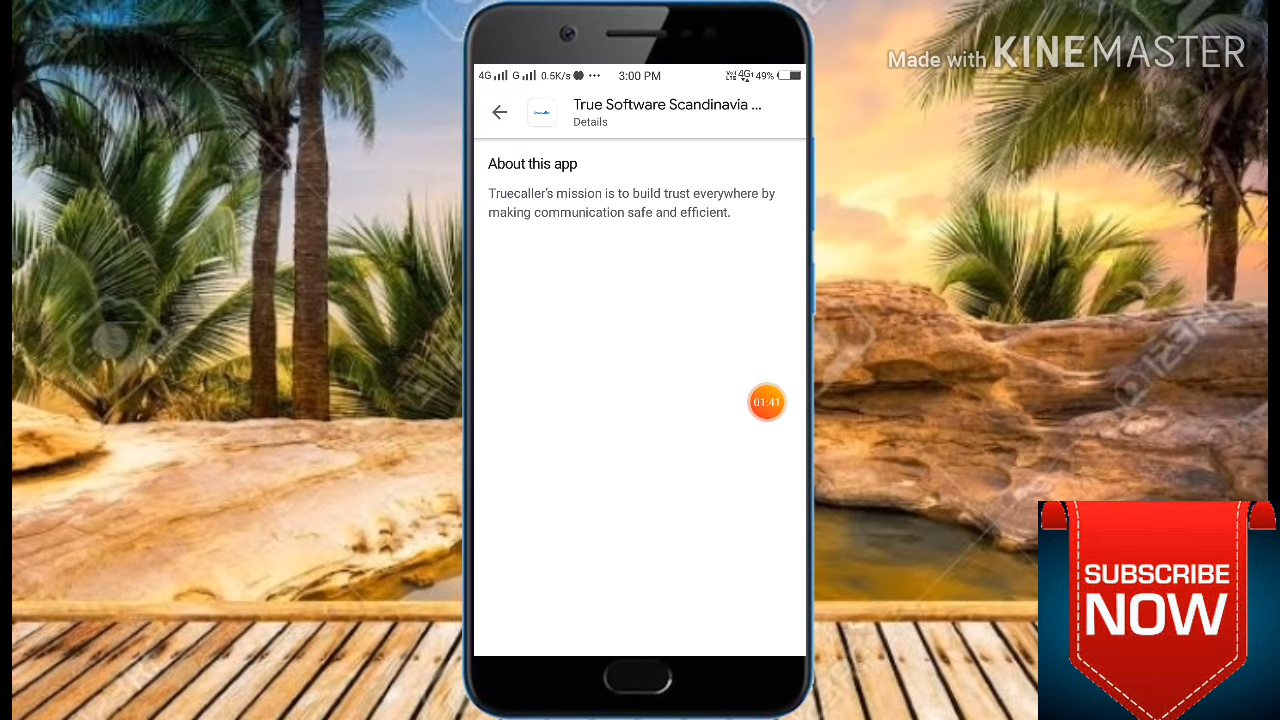 Made with KINEMASTER
4G G 0.5K/s ••• 3:00 PM 4G 49%
True Software Scandinavia ...
Details
About this app
Truecaller's mission is to build trust everywhere by
making communication safe and efficient.
01:41
123RF
SUBSCRIBE
NOW